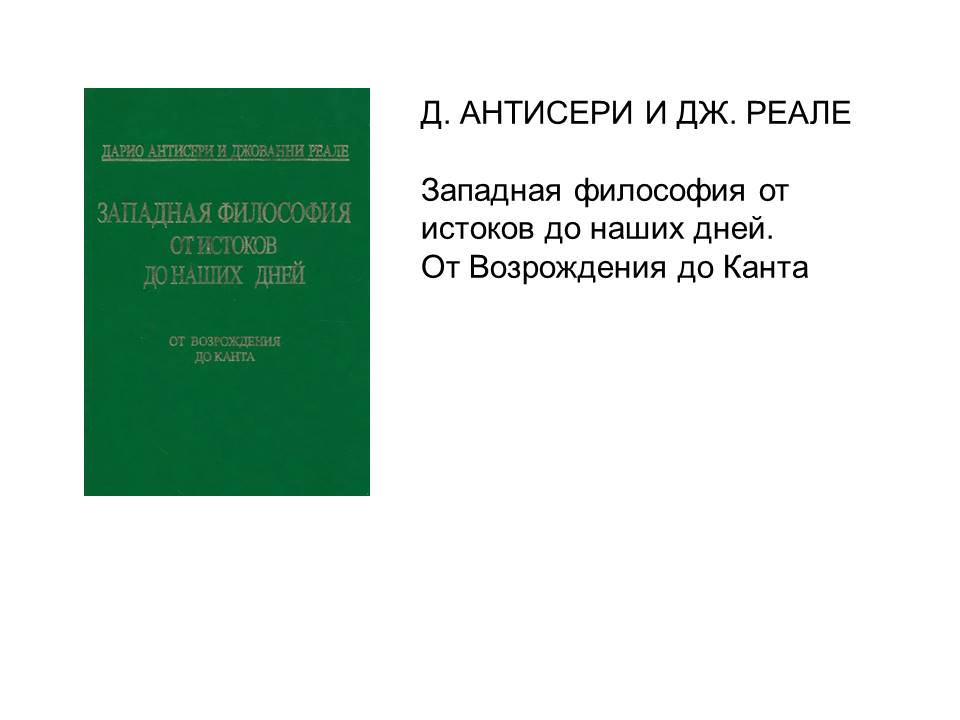 ДАРИО АНТИСЕРИ И ДЖОВАННИ РЕАЛЕ
ЗАПАДНАЯ ФИЛОСОФИЯ
ОТ ИСТОКОВ
ДО НАШИХ ДНЕЙ
ОТ ВОЗРОЖДЕНИЯ
ДО КАНТА
Д. АНТИСЕРИ И ДЖ. РЕАЛЕ
Западная философия от
истоков до наших дней.
От Возрождения до Канта